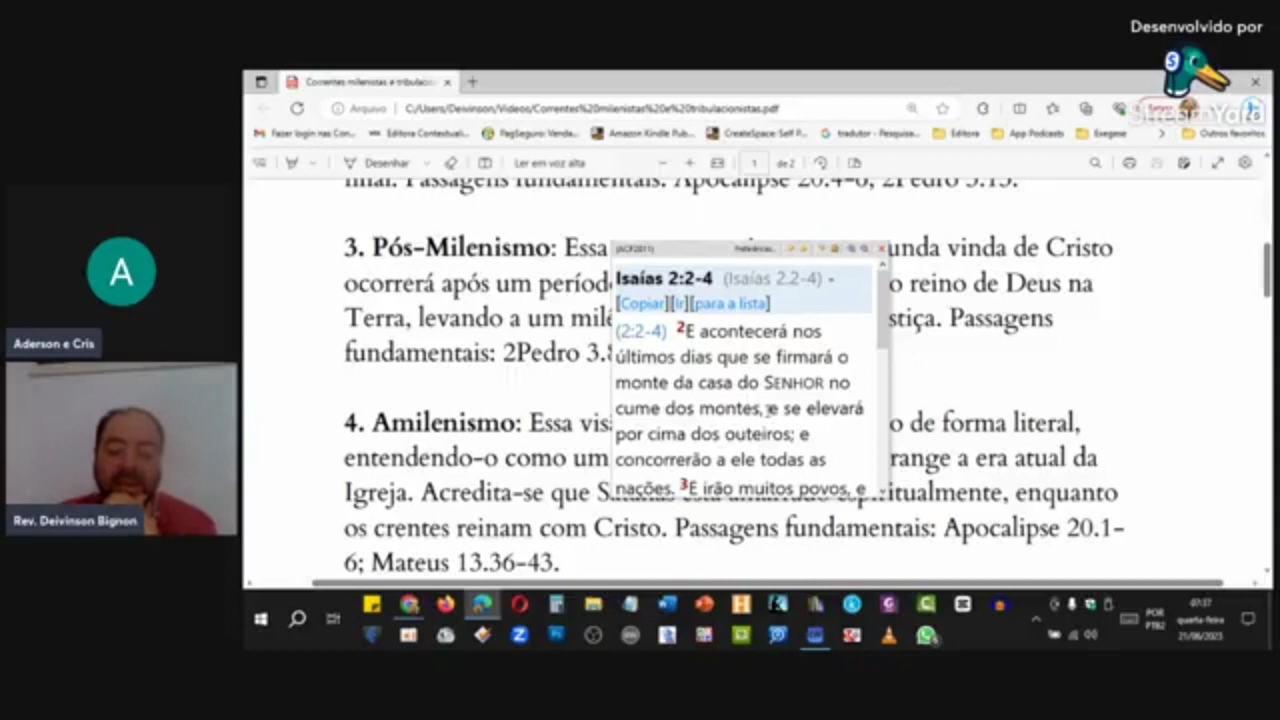 Desenvolvido por
StreamYard
Correntes milenistas e tribulaci
Arquivo
C:/Users/Deivinson/Videos/Correntes%20milenistas%20e%20tribulacionistas.pdf
Fazer login nas Con...
Editora Contextual...
PagSeguro: Venda...
Amazon Kindle Pub...
CreateSpace: Self P...
tradutor - Pesquisa...
Editora
App Podcasts
Exegese
Outros favoritos
Desenhar
Ler em voz alta
1
de 2
final. Passagens fundamentais: Apocalipse 20.4-6; 2Pedro 3.13.
3. Pós-Milenismo: Essa
unda vinda de Cristo
ocorrerá após um períod
o reino de Deus na
Terra, levando a um mil
stiça. Passagens
fundamentais: 2Pedro 3.8
4. Amilenismo: Essa vis
o de forma literal,
entendendo-o como um
range a era atual da
Igreja. Acredita-se que Satanás está amarrado espiritualmente, enquanto
os crentes reinam com Cristo. Passagens fundamentais: Apocalipse 20.1-
6; Mateus 13.36-43.
(ACF2011)
Preferências...
Isaías 2:2-4 (Isaías 2.2-4) -
[Copiar][Ir][para a lista]
(2:2-4) 2E acontecerá nos
últimos dias que se firmará o
monte da casa do SENHOR no
cume dos montes, e se elevará
por cima dos outeiros; e
concorrerão a ele todas as
nações. 3E irão muitos povos, e
A
Aderson e Cris
Rev. Deivinson Bignon
POR
PTB2
07:37
quarta-feira
21/06/2023